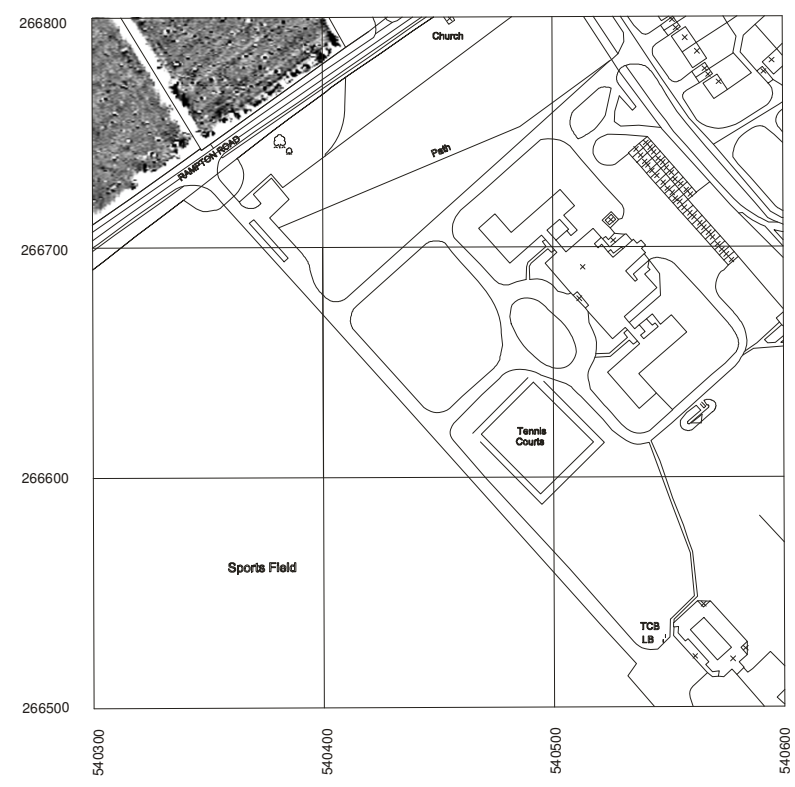 266800
Church
RAMPTON ROAD
Path
266700
Tennis
Courts
266600
Sports Field
TCB
LB
266500
540300
540400
540500
540600